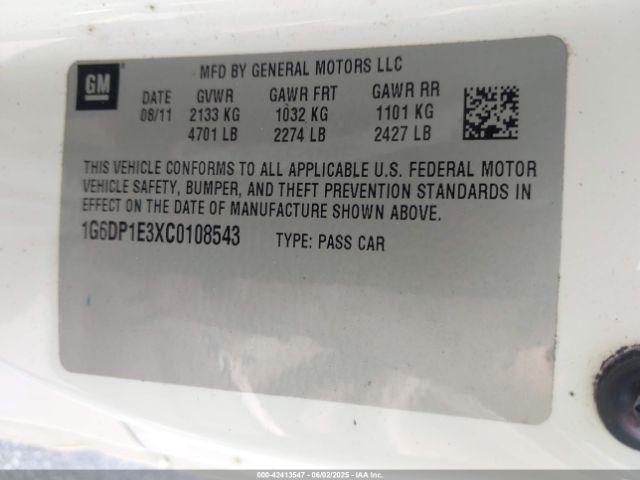 GM
MFD BY GENERAL MOTORS LLC
DATE GVWR GAWR FRT GAWR RR
08/11 2133 KG 1032 KG 1101 KG
4701 LB 2274 LB 2427 LB
THIS VEHICLE CONFORMS TO ALL APPLICABLE U.S. FEDERAL MOTOR
VEHICLE SAFETY, BUMPER, AND THEFT PREVENTION STANDARDS IN
EFFECT ON THE DATE OF MANUFACTURE SHOWN ABOVE.
1G6DP1E3XC0108543 TYPE: PASS CAR
000-42413547 - 06/02/2025 - IAAI.com